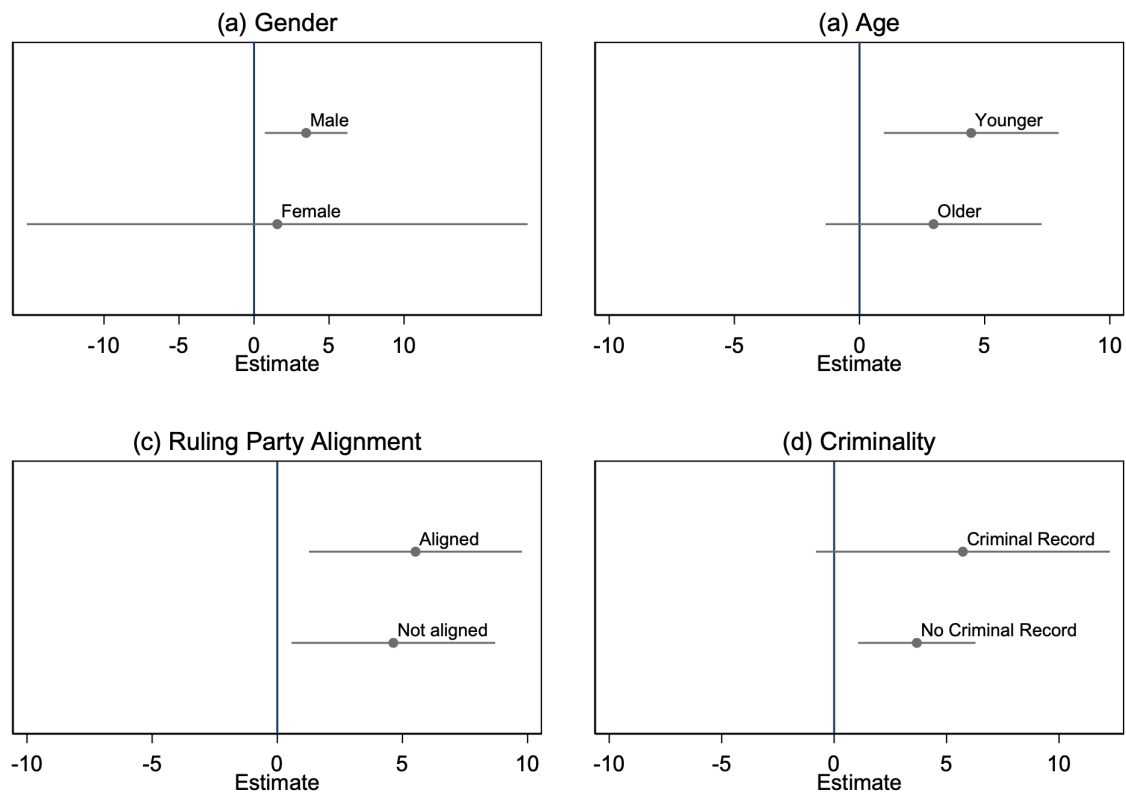 (a) Gender
Male
Female
-10 -5 0 5 10
Estimate
(a) Age
Younger
Older
-10 -5 0 5 10
Estimate
(c) Ruling Party Alignment
Aligned
Not aligned
-10 -5 0 5 10
Estimate
(d) Criminality
Criminal Record
No Criminal Record
-10 -5 0 5 10
Estimate